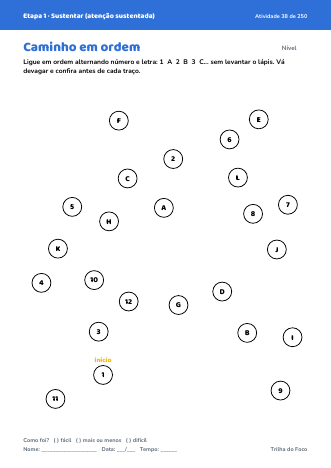 Etapa 1 · Sustentar (atenção sustentada)
Atividade 38 de 250
Caminho em ordem
Nível
Ligue em ordem alternando número e letra: 1 A 2 B 3 C... sem levantar o lápis. Vá
devagar e confira antes de cada traço.
F
E
6
2
C
L
5
A
7
H
8
K
J
4
10
D
12
G
3
B
I
início
1
9
11
Como foi? ( ) fácil ( ) mais ou menos ( ) difícil
Nome: ____________________ Data: ___/___ Tempo: ______
Trilha do Foco